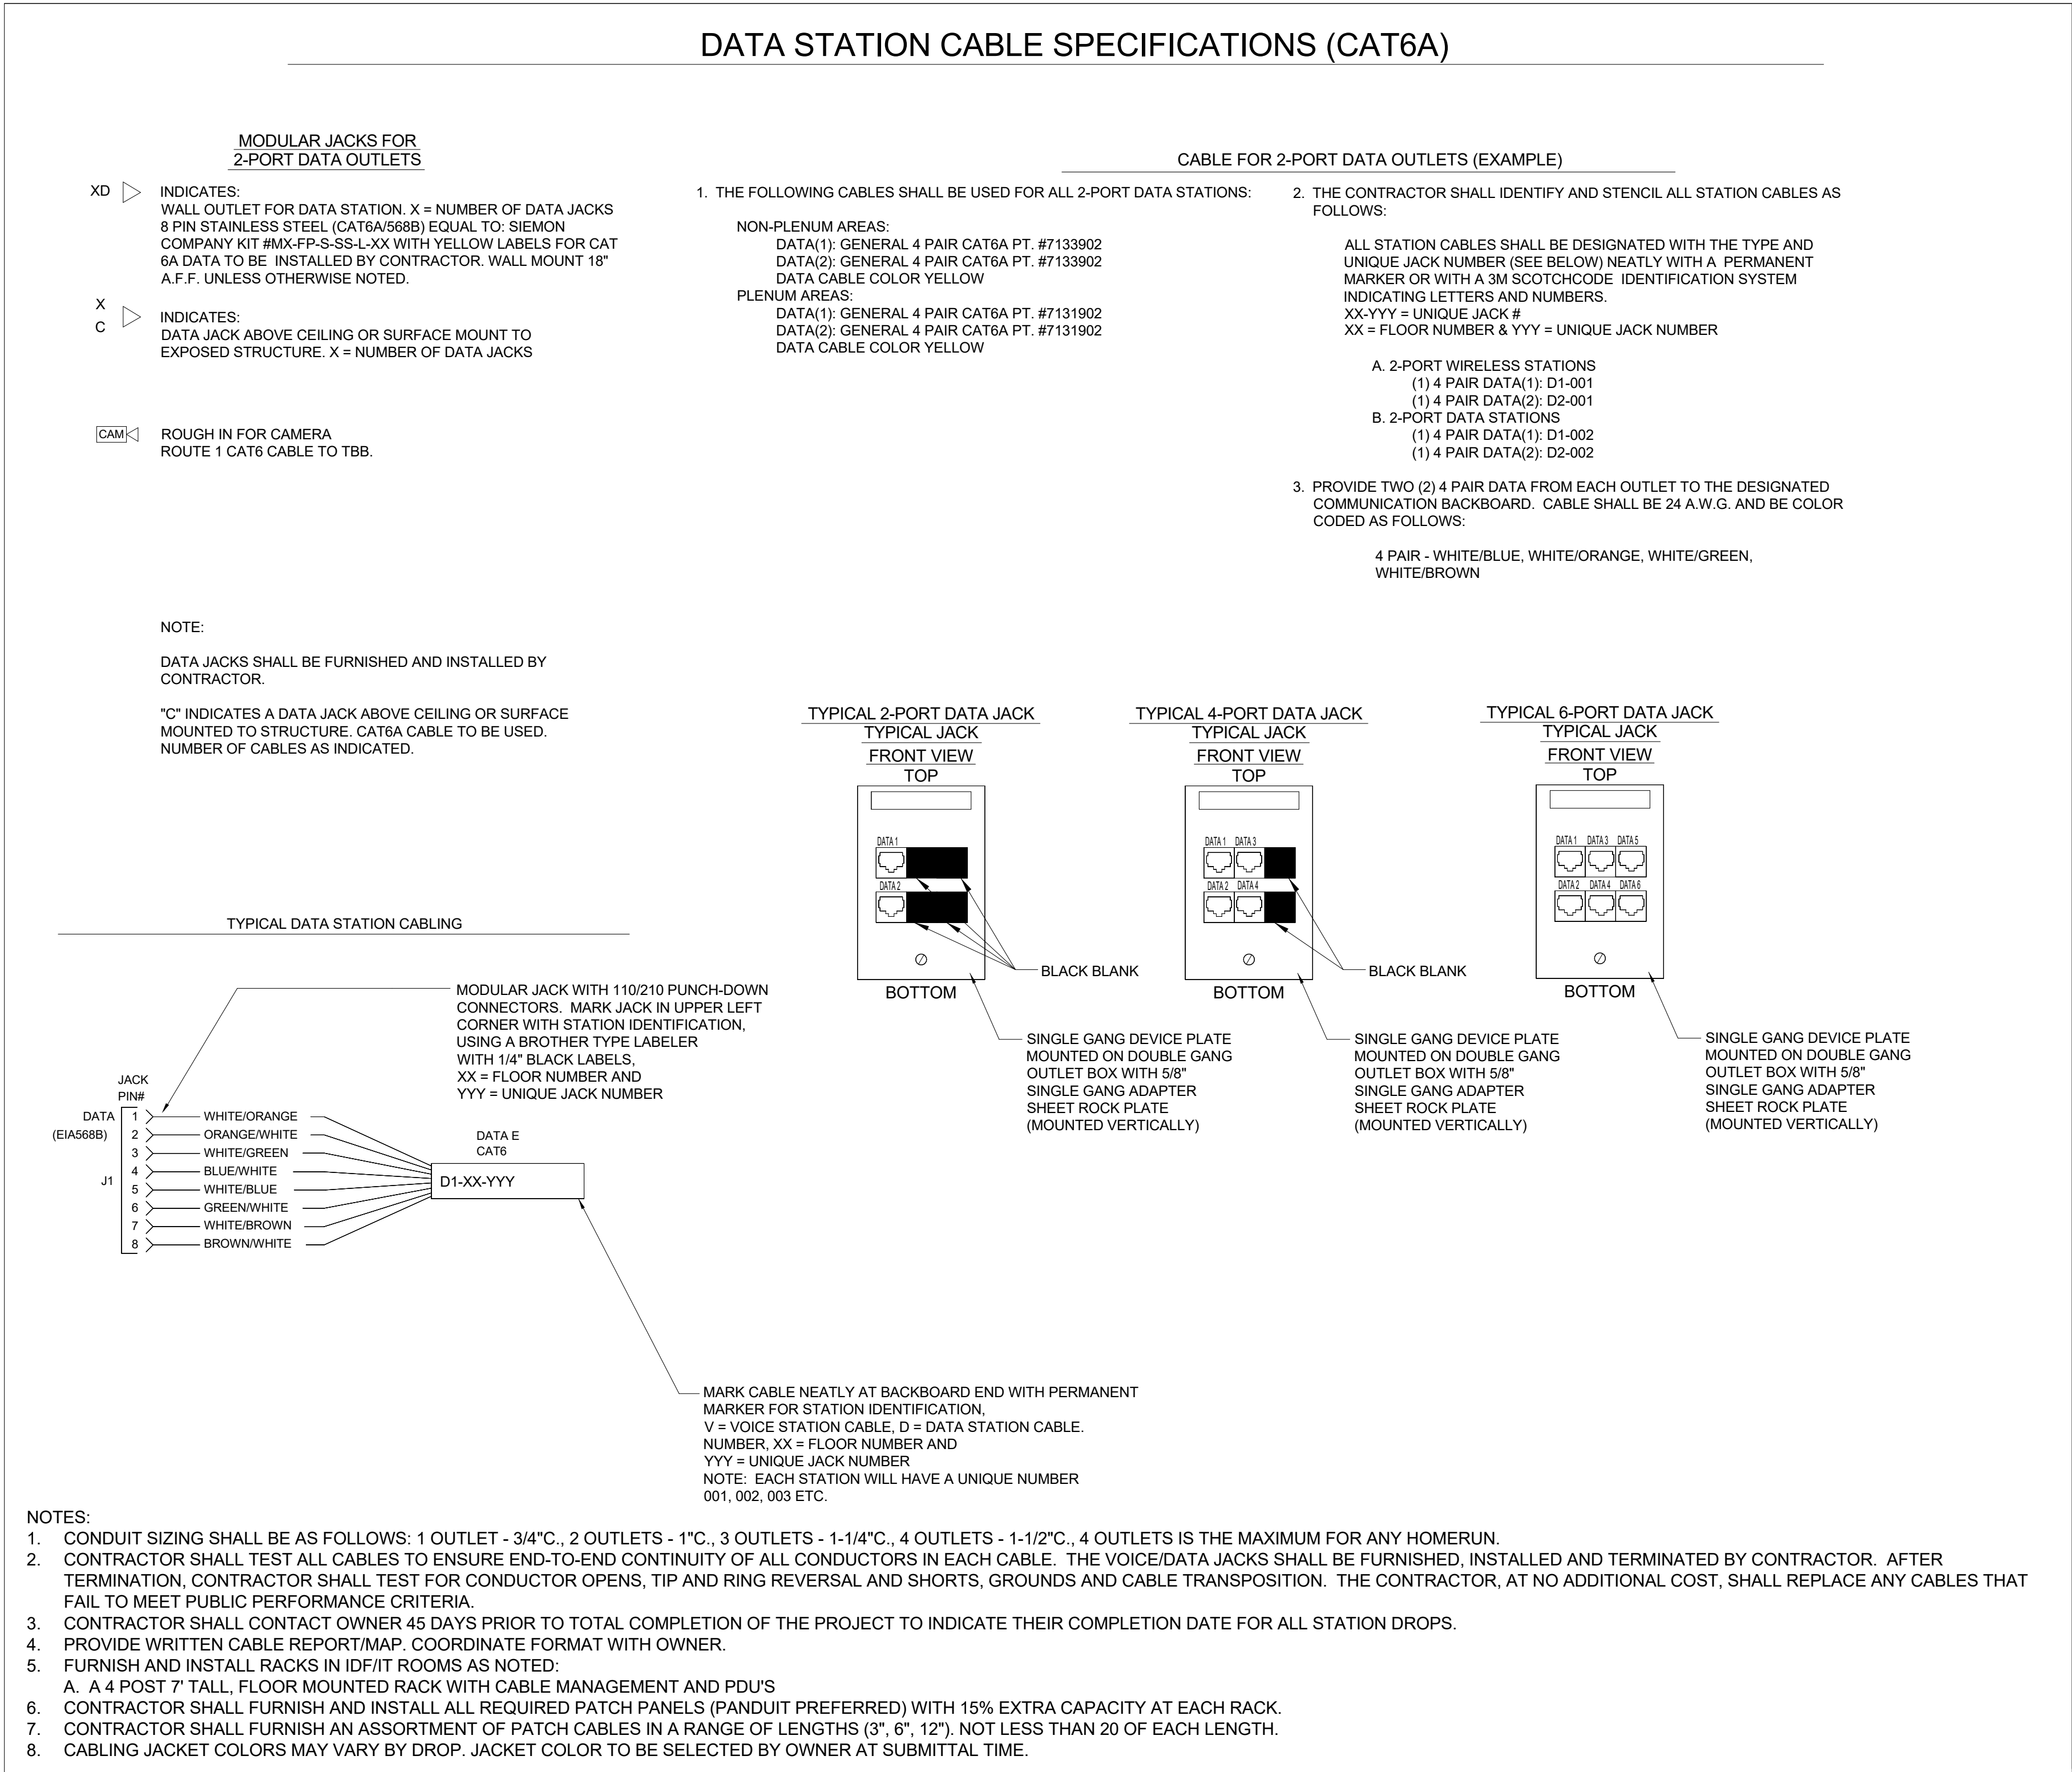 DATA STATION CABLE SPECIFICATIONS (CAT6A)
MODULAR JACKS FOR
2-PORT DATA OUTLETS
XD
INDICATES:
WALL OUTLET FOR DATA STATION. X = NUMBER OF DATA JACKS
8 PIN STAINLESS STEEL (CAT6A/568B) EQUAL TO: SIEMON
COMPANY KIT #MX-FP-S-SS-L-XX WITH YELLOW LABELS FOR CAT
6A DATA TO BE INSTALLED BY CONTRACTOR. WALL MOUNT 18"
A.F.F. UNLESS OTHERWISE NOTED.
X
C
INDICATES:
DATA JACK ABOVE CEILING OR SURFACE MOUNT TO
EXPOSED STRUCTURE. X = NUMBER OF DATA JACKS
CAM
ROUGH IN FOR CAMERA
ROUTE 1 CAT6 CABLE TO TBB.
NOTE:
DATA JACKS SHALL BE FURNISHED AND INSTALLED BY
CONTRACTOR.
"C" INDICATES A DATA JACK ABOVE CEILING OR SURFACE
MOUNTED TO STRUCTURE. CAT6A CABLE TO BE USED.
NUMBER OF CABLES AS INDICATED.
CABLE FOR 2-PORT DATA OUTLETS (EXAMPLE)
1. THE FOLLOWING CABLES SHALL BE USED FOR ALL 2-PORT DATA STATIONS:
NON-PLENUM AREAS:
DATA(1): GENERAL 4 PAIR CAT6A PT. #7133902
DATA(2): GENERAL 4 PAIR CAT6A PT. #7133902
DATA CABLE COLOR YELLOW
PLENUM AREAS:
DATA(1): GENERAL 4 PAIR CAT6A PT. #7131902
DATA(2): GENERAL 4 PAIR CAT6A PT. #7131902
DATA CABLE COLOR YELLOW
2. THE CONTRACTOR SHALL IDENTIFY AND STENCIL ALL STATION CABLES AS
FOLLOWS:
ALL STATION CABLES SHALL BE DESIGNATED WITH THE TYPE AND
UNIQUE JACK NUMBER (SEE BELOW) NEATLY WITH A PERMANENT
MARKER OR WITH A 3M SCOTCHCODE IDENTIFICATION SYSTEM
INDICATING LETTERS AND NUMBERS.
XX-YYY = UNIQUE JACK #
XX = FLOOR NUMBER & YYY = UNIQUE JACK NUMBER
A. 2-PORT WIRELESS STATIONS
(1) 4 PAIR DATA(1): D1-001
(1) 4 PAIR DATA(2): D2-001
B. 2-PORT DATA STATIONS
(1) 4 PAIR DATA(1): D1-002
(1) 4 PAIR DATA(2): D2-002
3. PROVIDE TWO (2) 4 PAIR DATA FROM EACH OUTLET TO THE DESIGNATED
COMMUNICATION BACKBOARD. CABLE SHALL BE 24 A.W.G. AND BE COLOR
CODED AS FOLLOWS:
4 PAIR - WHITE/BLUE, WHITE/ORANGE, WHITE/GREEN,
WHITE/BROWN
TYPICAL 2-PORT DATA JACK
TYPICAL JACK
FRONT VIEW
TOP
DATA 1
DATA 2
BOTTOM
BLACK BLANK
SINGLE GANG DEVICE PLATE
MOUNTED ON DOUBLE GANG
OUTLET BOX WITH 5/8"
SINGLE GANG ADAPTER
SHEET ROCK PLATE
(MOUNTED VERTICALLY)
TYPICAL 4-PORT DATA JACK
TYPICAL JACK
FRONT VIEW
TOP
DATA 1 DATA 3
DATA 2 DATA 4
BOTTOM
BLACK BLANK
SINGLE GANG DEVICE PLATE
MOUNTED ON DOUBLE GANG
OUTLET BOX WITH 5/8"
SINGLE GANG ADAPTER
SHEET ROCK PLATE
(MOUNTED VERTICALLY)
TYPICAL 6-PORT DATA JACK
TYPICAL JACK
FRONT VIEW
TOP
DATA 1 DATA 3 DATA 5
DATA 2 DATA 4 DATA 6
BOTTOM
SINGLE GANG DEVICE PLATE
MOUNTED ON DOUBLE GANG
OUTLET BOX WITH 5/8"
SINGLE GANG ADAPTER
SHEET ROCK PLATE
(MOUNTED VERTICALLY)
TYPICAL DATA STATION CABLING
MODULAR JACK WITH 110/210 PUNCH-DOWN
CONNECTORS. MARK JACK IN UPPER LEFT
CORNER WITH STATION IDENTIFICATION,
USING A BROTHER TYPE LABELER
WITH 1/4" BLACK LABELS,
XX = FLOOR NUMBER AND
YYY = UNIQUE JACK NUMBER
JACK
PIN#
DATA
(EIA568B)
J1
1 WHITE/ORANGE
2 ORANGE/WHITE
3 WHITE/GREEN
4 BLUE/WHITE
5 WHITE/BLUE
6 GREEN/WHITE
7 WHITE/BROWN
8 BROWN/WHITE
DATA E
CAT6
D1-XX-YYY
MARK CABLE NEATLY AT BACKBOARD END WITH PERMANENT
MARKER FOR STATION IDENTIFICATION,
V = VOICE STATION CABLE, D = DATA STATION CABLE.
NUMBER, XX = FLOOR NUMBER AND
YYY = UNIQUE JACK NUMBER
NOTE: EACH STATION WILL HAVE A UNIQUE NUMBER
001, 002, 003 ETC.
NOTES:
1. CONDUIT SIZING SHALL BE AS FOLLOWS: 1 OUTLET - 3/4"C., 2 OUTLETS - 1"C., 3 OUTLETS - 1-1/4"C., 4 OUTLETS - 1-1/2"C., 4 OUTLETS IS THE MAXIMUM FOR ANY HOMERUN.
2. CONTRACTOR SHALL TEST ALL CABLES TO ENSURE END-TO-END CONTINUITY OF ALL CONDUCTORS IN EACH CABLE. THE VOICE/DATA JACKS SHALL BE FURNISHED, INSTALLED AND TERMINATED BY CONTRACTOR. AFTER
TERMINATION, CONTRACTOR SHALL TEST FOR CONDUCTOR OPENS, TIP AND RING REVERSAL AND SHORTS, GROUNDS AND CABLE TRANSPOSITION. THE CONTRACTOR, AT NO ADDITIONAL COST, SHALL REPLACE ANY CABLES THAT
FAIL TO MEET PUBLIC PERFORMANCE CRITERIA.
3. CONTRACTOR SHALL CONTACT OWNER 45 DAYS PRIOR TO TOTAL COMPLETION OF THE PROJECT TO INDICATE THEIR COMPLETION DATE FOR ALL STATION DROPS.
4. PROVIDE WRITTEN CABLE REPORT/MAP. COORDINATE FORMAT WITH OWNER.
5. FURNISH AND INSTALL RACKS IN IDF/IT ROOMS AS NOTED:
A. A 4 POST 7' TALL, FLOOR MOUNTED RACK WITH CABLE MANAGEMENT AND PDU'S
6. CONTRACTOR SHALL FURNISH AND INSTALL ALL REQUIRED PATCH PANELS (PANDUIT PREFERRED) WITH 15% EXTRA CAPACITY AT EACH RACK.
7. CONTRACTOR SHALL FURNISH AN ASSORTMENT OF PATCH CABLES IN A RANGE OF LENGTHS (3", 6", 12"). NOT LESS THAN 20 OF EACH LENGTH.
8. CABLING JACKET COLORS MAY VARY BY DROP. JACKET COLOR TO BE SELECTED BY OWNER AT SUBMITTAL TIME.